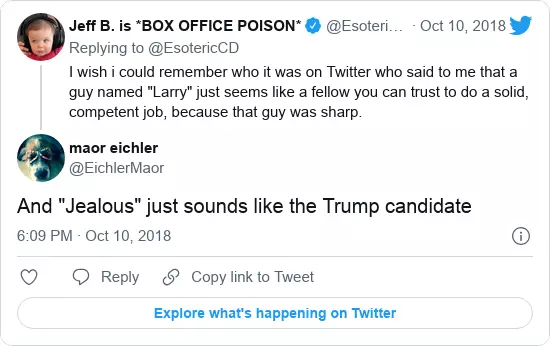 Jeff B. is *BOX OFFICE POISON* @Esoteri... · Oct 10, 2018
Replying to @EsotericCD
I wish i could remember who it was on Twitter who said to me that a
guy named "Larry" just seems like a fellow you can trust to do a solid,
competent job, because that guy was sharp.
maor eichler
@EichlerMaor
And "Jealous" just sounds like the Trump candidate
6:09 PM · Oct 10, 2018
Reply Copy link to Tweet
Explore what's happening on Twitter